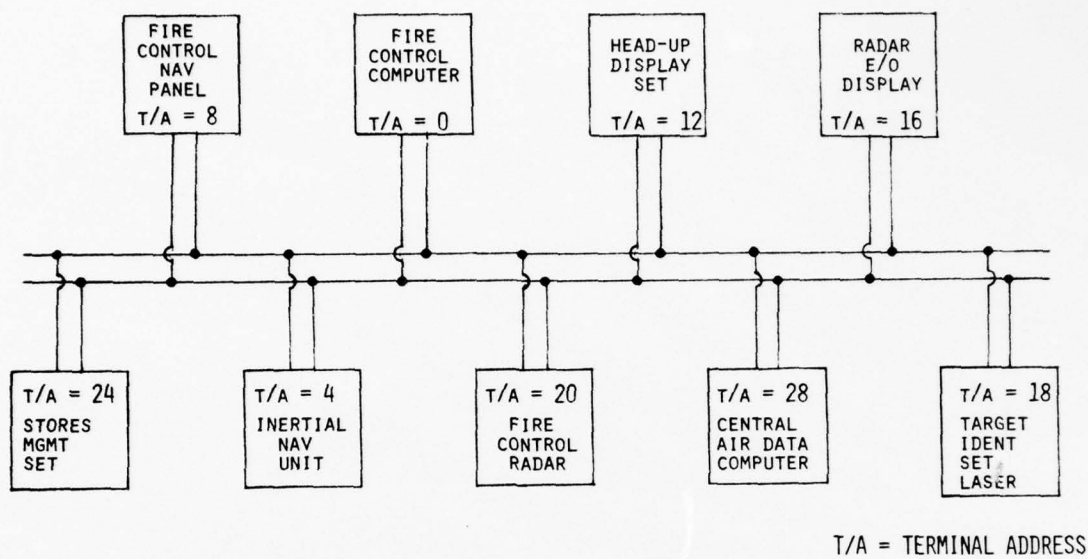 FIRE
CONTROL
NAV
PANEL
T/A = 8
FIRE
CONTROL
COMPUTER
T/A = 0
HEAD-UP
DISPLAY
SET
T/A = 12
RADAR
E/O
DISPLAY
T/A = 16
T/A = 24
STORES
MGMT
SET
T/A = 4
INERTIAL
NAV
UNIT
T/A = 20
FIRE
CONTROL
RADAR
T/A = 28
CENTRAL
AIR DATA
COMPUTER
T/A = 18
TARGET
IDENT
SET
LASER
T/A = TERMINAL ADDRESS